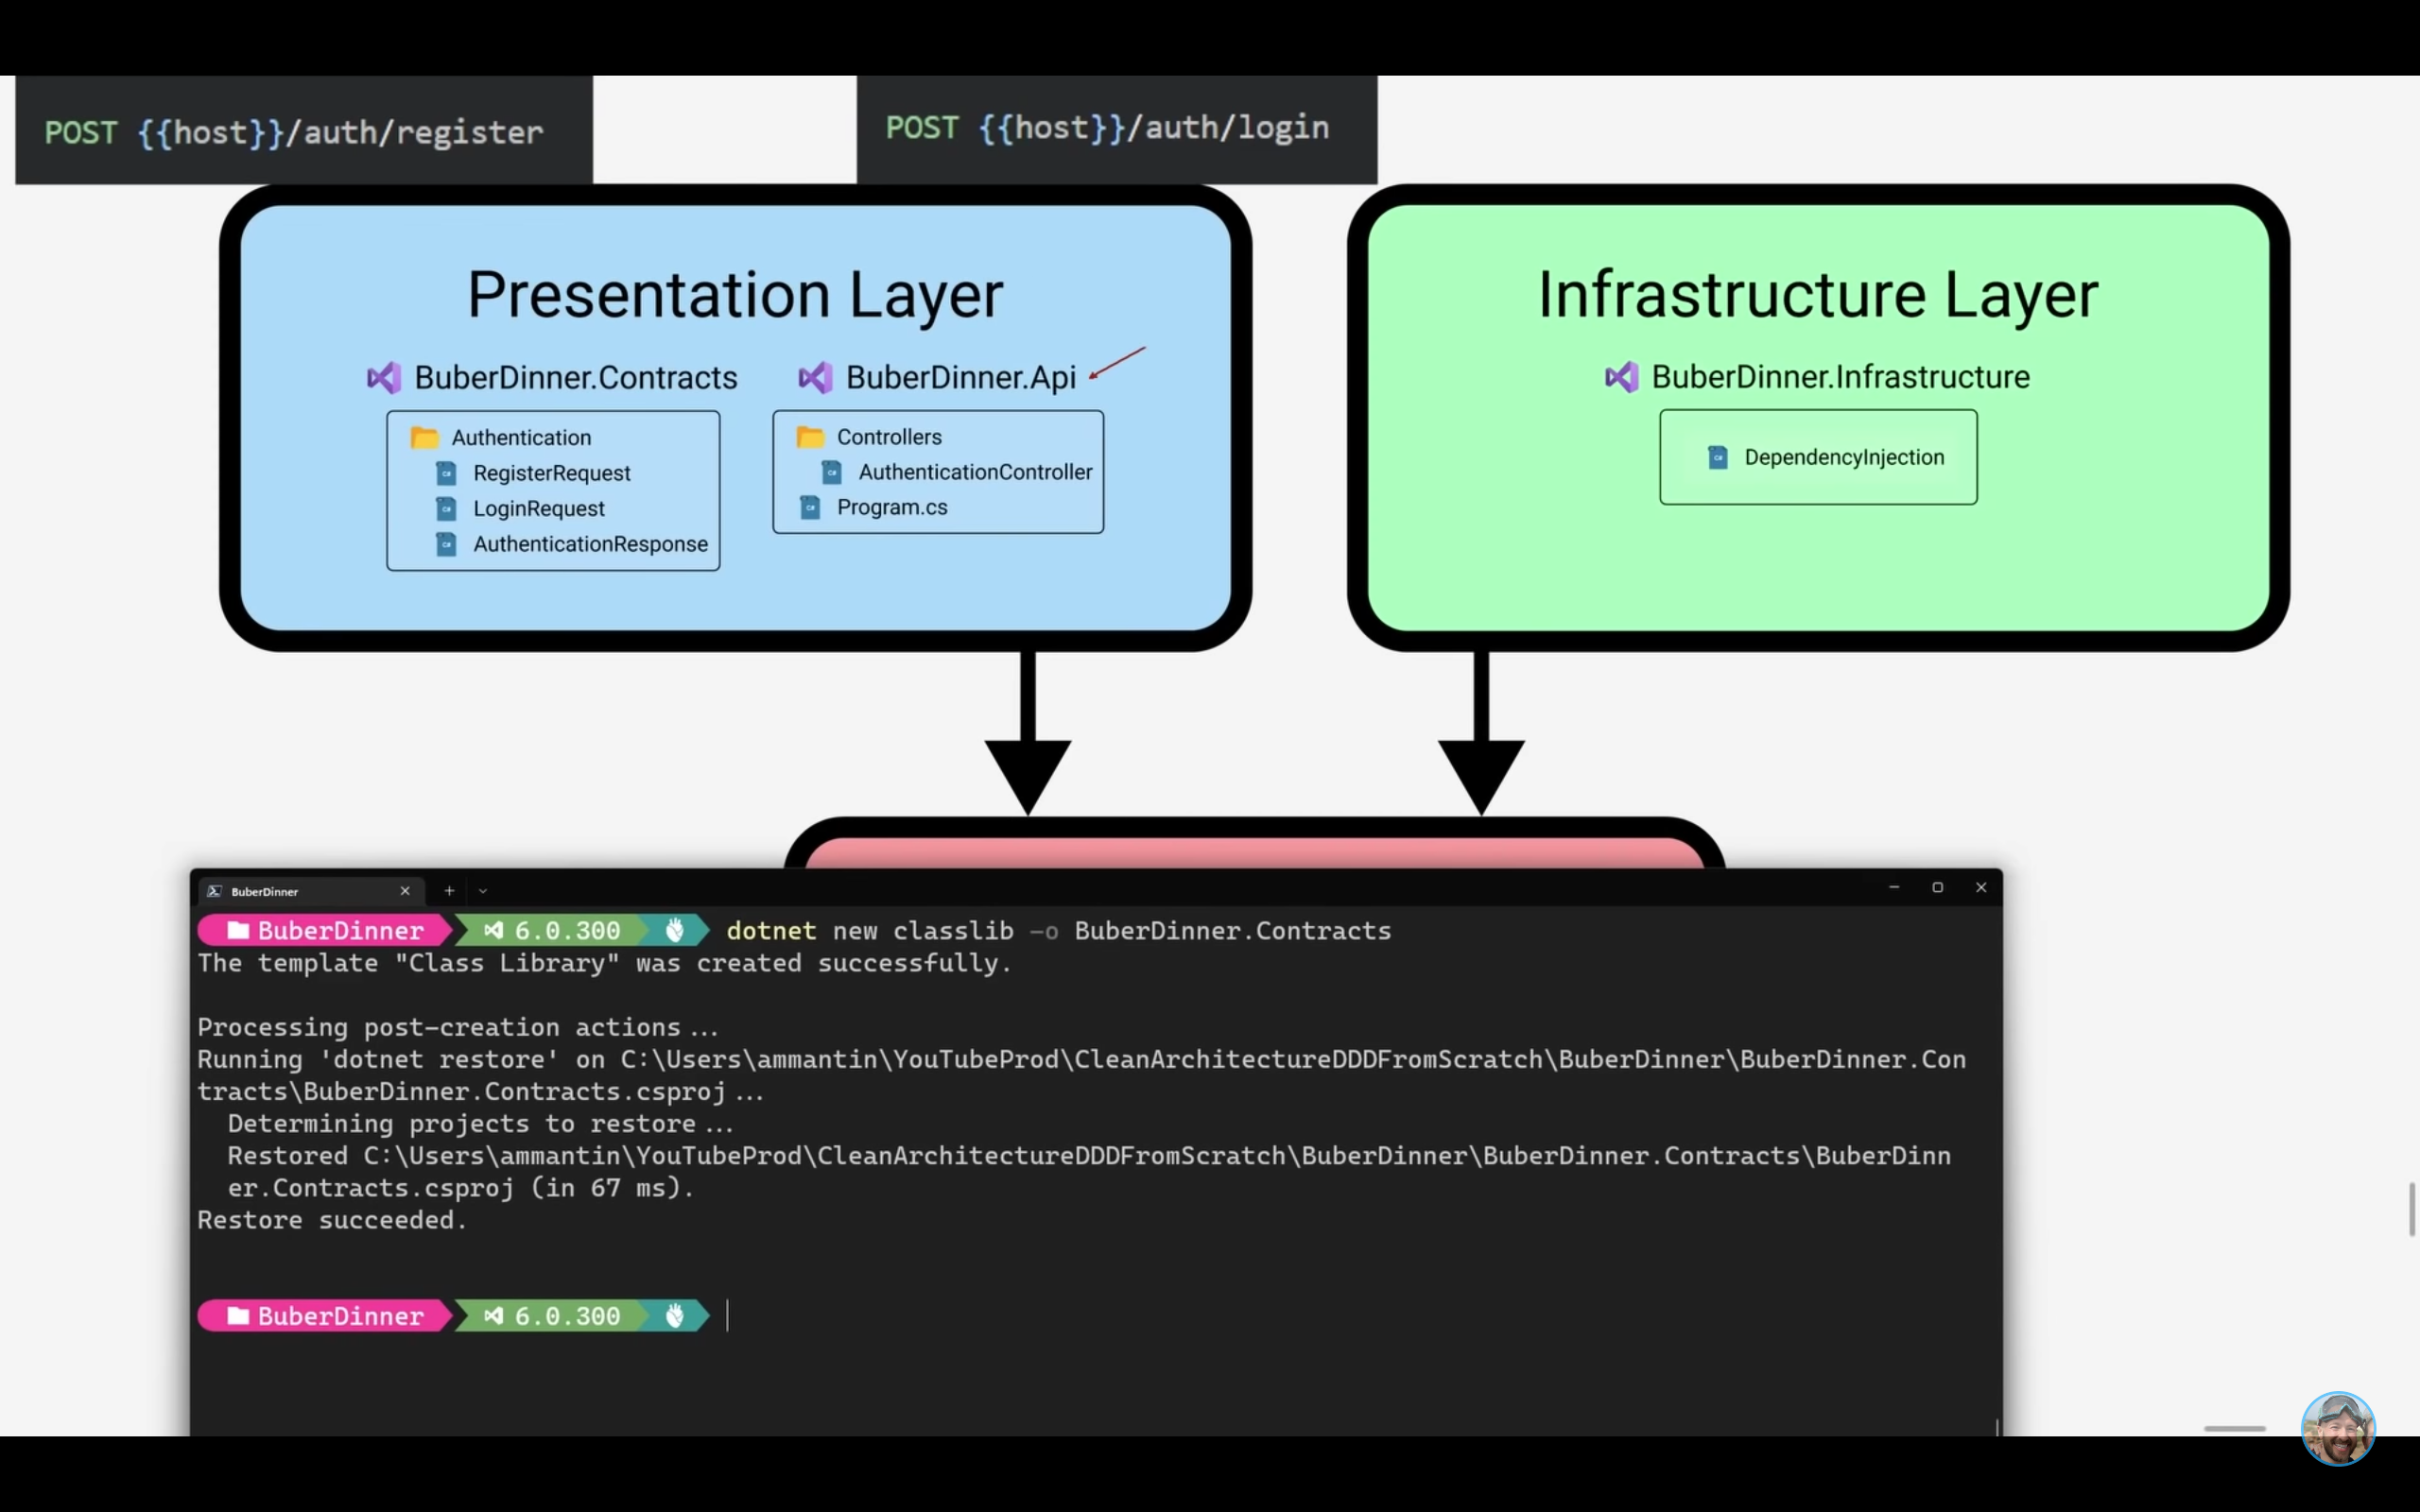 POST {{host}}/auth/register
POST {{host}}/auth/login
Presentation Layer
BuberDinner.Contracts
Authentication
RegisterRequest
LoginRequest
AuthenticationResponse
BuberDinner.Api
Controllers
AuthenticationController
Program.cs
Infrastructure Layer
BuberDinner.Infrastructure
DependencyInjection
BuberDinner
BuberDinner 6.0.300 dotnet new classlib -o BuberDinner.Contracts
The template "Class Library" was created successfully.
Processing post-creation actions...
Running 'dotnet restore' on C:\Users\ammantin\YouTubeProd\CleanArchitectureDDDFromScratch\BuberDinner\BuberDinner.Con
tracts\BuberDinner.Contracts.csproj...
Determining projects to restore...
Restored C:\Users\ammantin\YouTubeProd\CleanArchitectureDDDFromScratch\BuberDinner\BuberDinner.Contracts\BuberDinn
er.Contracts.csproj (in 67 ms).
Restore succeeded.
BuberDinner 6.0.300